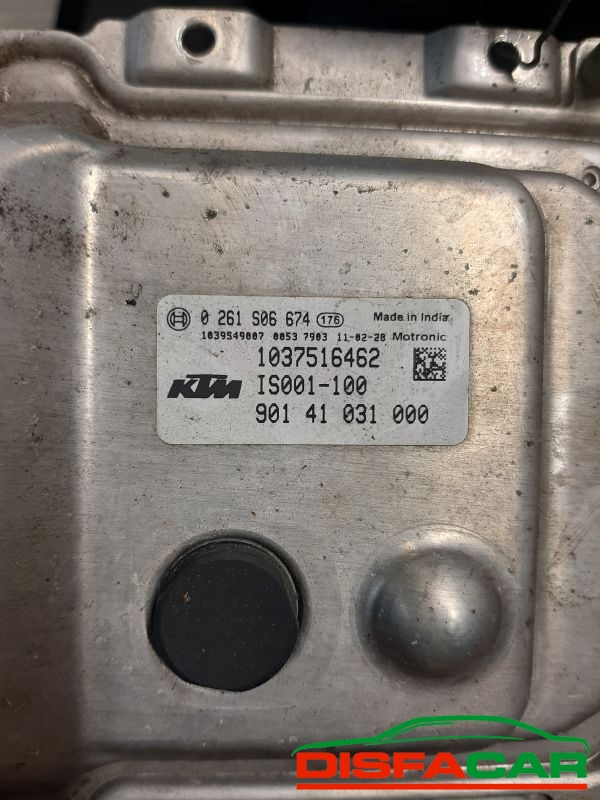 0 261 S06 674 176 Made in India
1039S49007 0053 7903 11-02-28 Motronic
1037516462
KTM IS001-100
901 41 031 000
DISFACAR